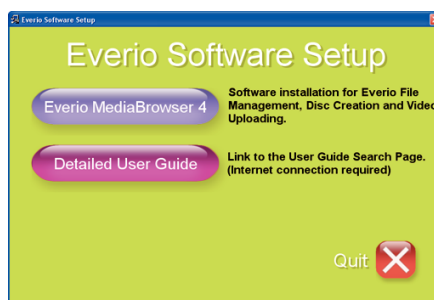 Everio Software Setup
Everio Software Setup
Everio MediaBrowser 4
Software installation for Everio File
Management, Disc Creation and Video
Uploading.
Detailed User Guide
Link to the User Guide Search Page.
(Internet connection required)
Quit